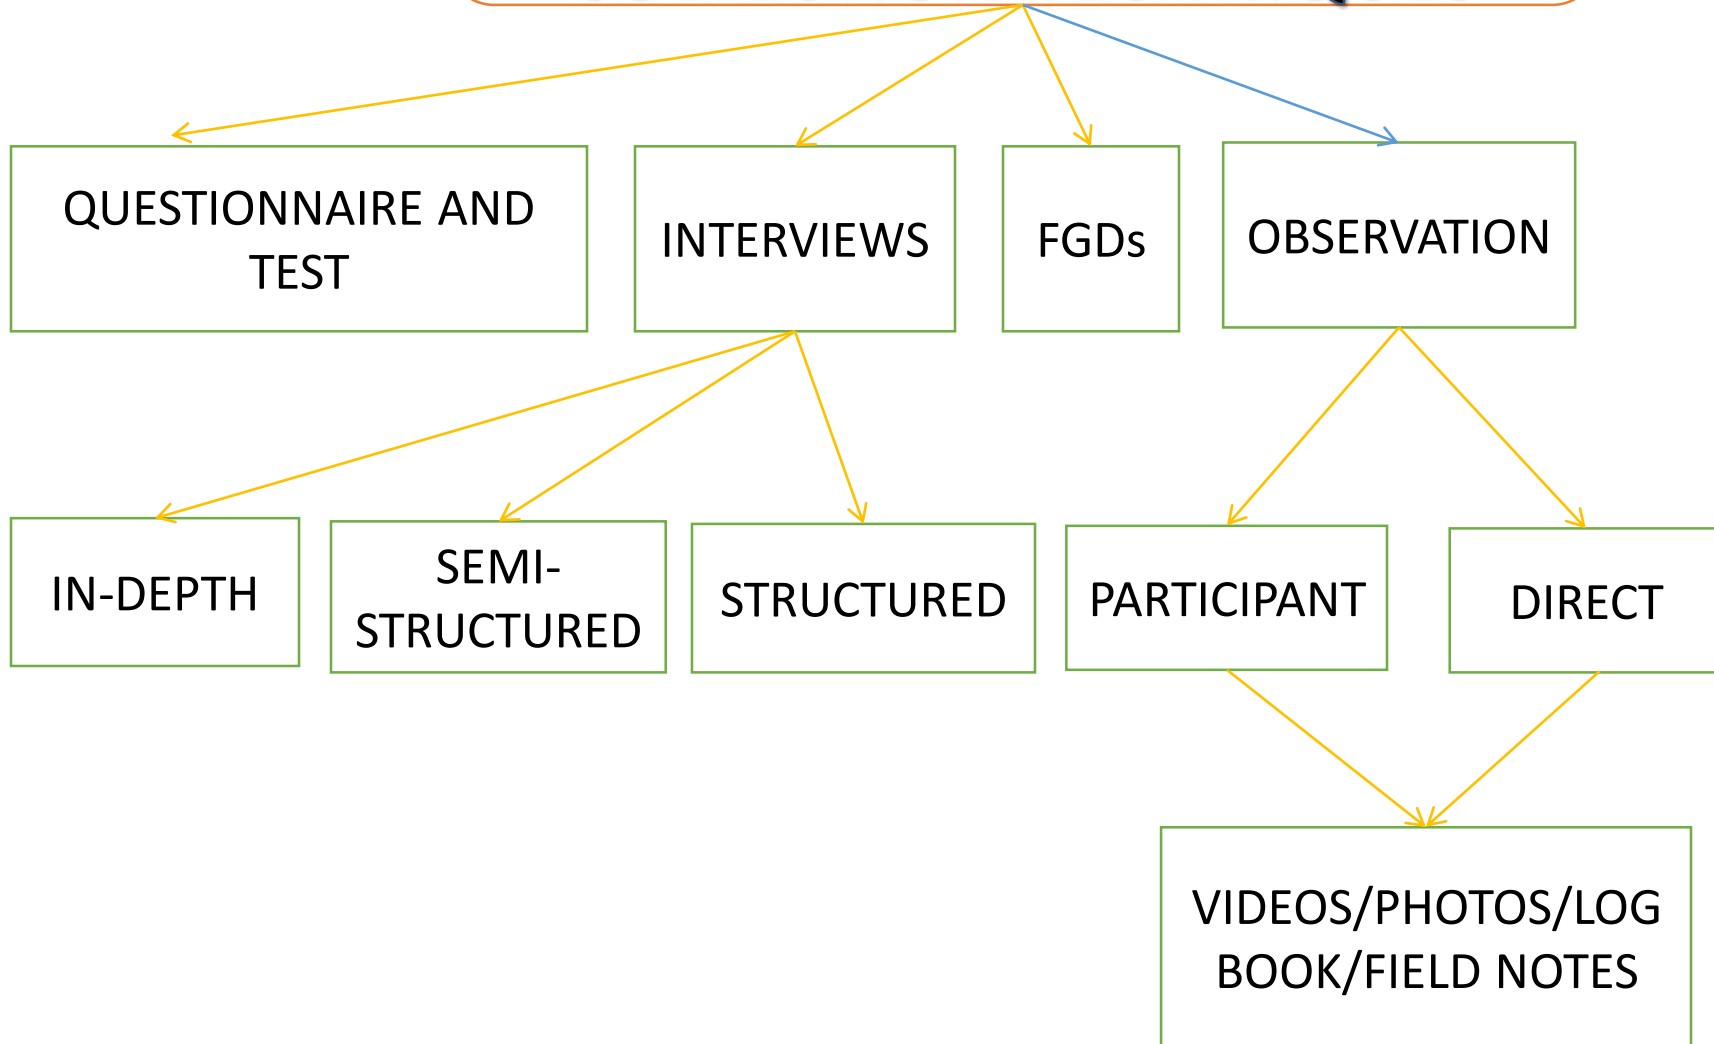 QUESTIONNAIRE AND
TEST
INTERVIEWS
FGDs
OBSERVATION
IN-DEPTH
SEMI-
STRUCTURED
STRUCTURED
PARTICIPANT
DIRECT
VIDEOS/PHOTOS/LOG
BOOK/FIELD NOTES